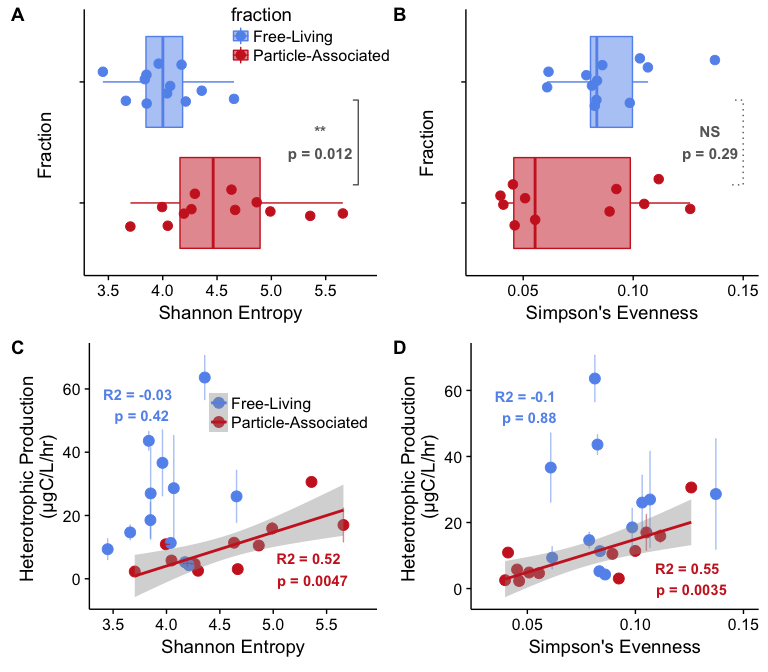 A
fraction
Free-Living
Particle-Associated
Fraction
**
p = 0.012
3.5 4.0 4.5 5.0 5.5
Shannon Entropy
B
Fraction
NS
p = 0.29
0.05 0.10 0.15
Simpson's Evenness
C
Heterotrophic Production
(μgC/L/hr)
60
40
20
0
R2 = -0.03
p = 0.42
Free-Living
Particle-Associated
R2 = 0.52
p = 0.0047
3.5 4.0 4.5 5.0 5.5
Shannon Entropy
D
Heterotrophic Production
(μgC/L/hr)
60
40
20
0
R2 = -0.1
p = 0.88
R2 = 0.55
p = 0.0035
0.05 0.10 0.15
Simpson's Evenness